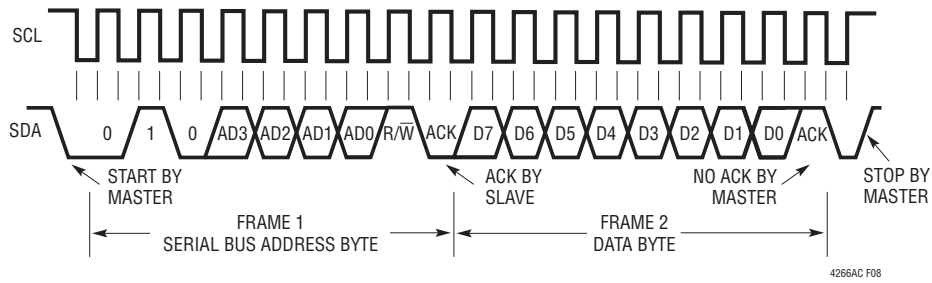 SCL
SDA
0 1 0 AD3 AD2 AD1 AD0 R/W̅ ACK D7 D6 D5 D4 D3 D2 D1 D0 ACK
START BY
MASTER
ACK BY
SLAVE
NO ACK BY
MASTER
STOP BY
MASTER
FRAME 1
SERIAL BUS ADDRESS BYTE
FRAME 2
DATA BYTE
4266AC F08